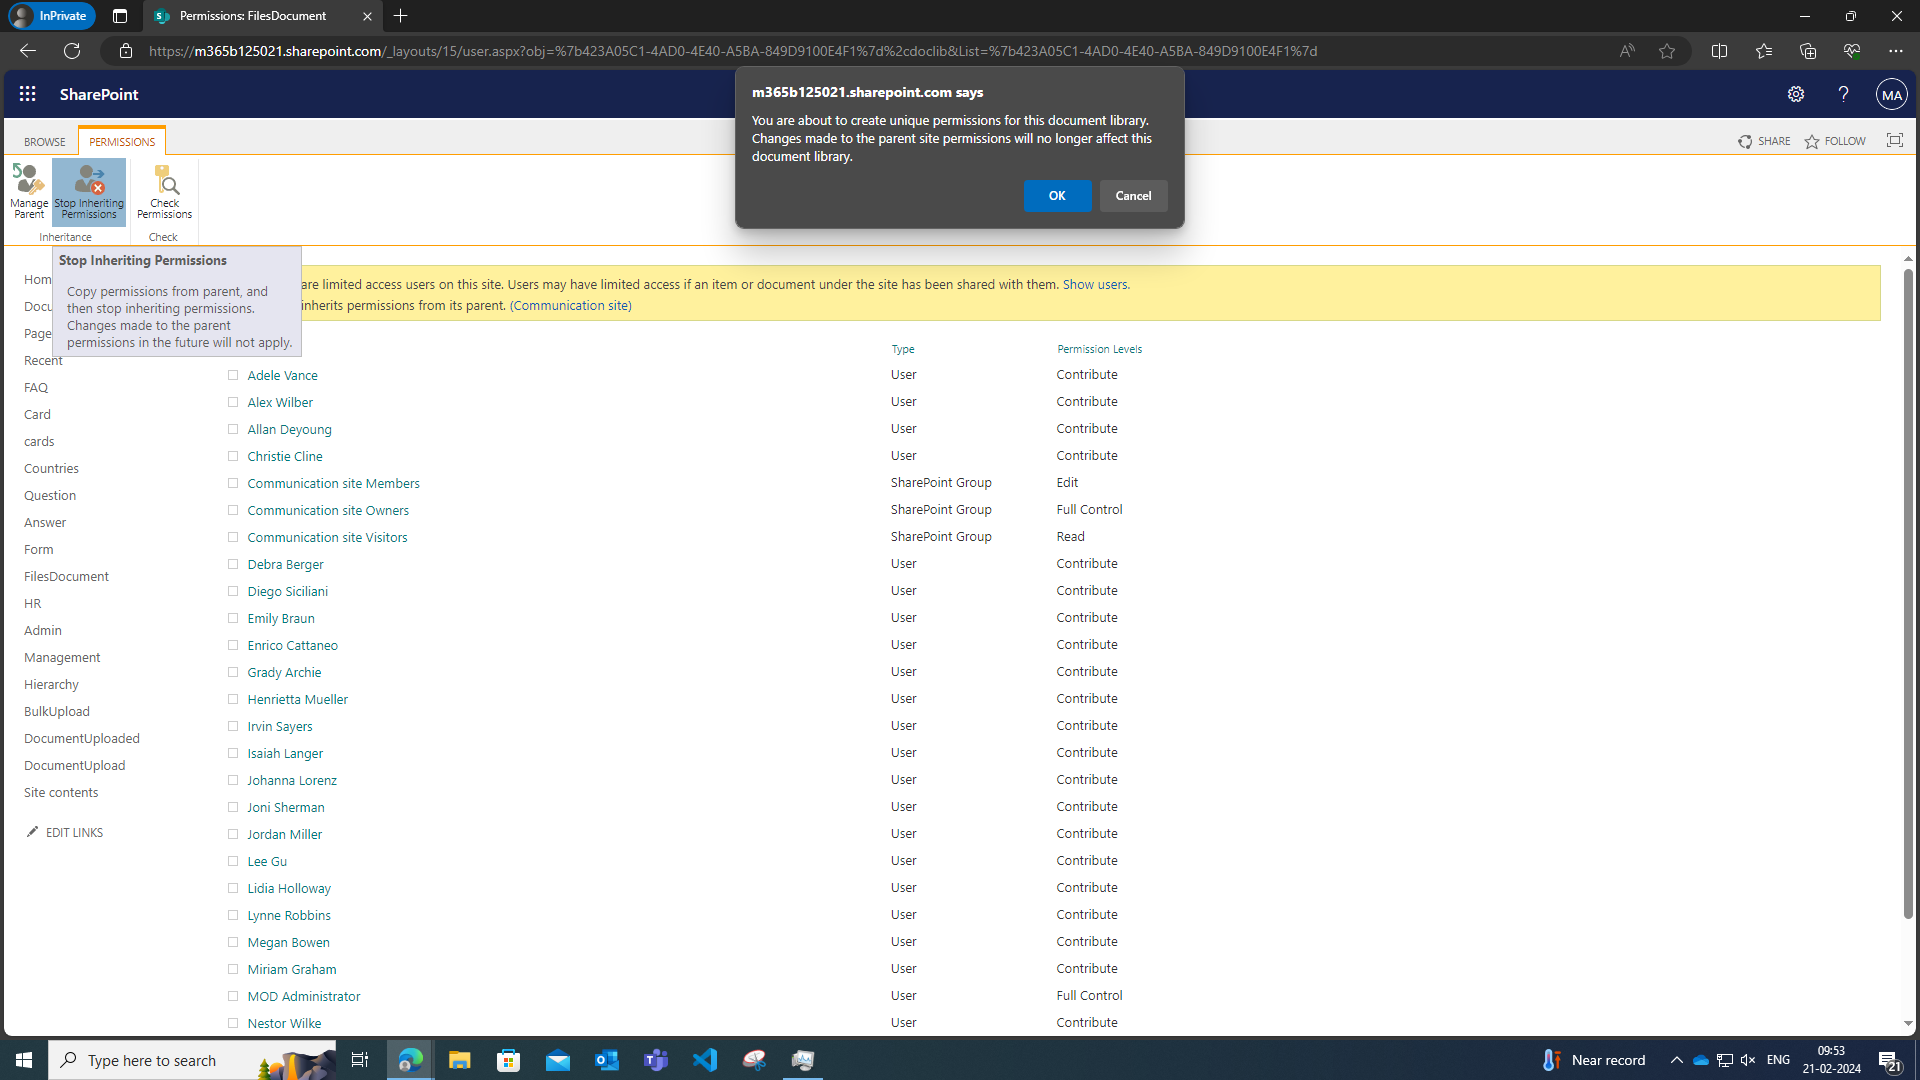 InPrivate
Permissions: FilesDocument
https://m365b125021.sharepoint.com/_layouts/15/user.aspx?obj=%7b423A05C1-4AD0-4E40-A5BA-849D9100E4F1%7d%2cdoclib&List=%7b423A05C1-4AD0-4E40-A5BA-849D9100E4F1%7d
SharePoint
MA
m365b125021.sharepoint.com says
You are about to create unique permissions for this document library.
Changes made to the parent site permissions will no longer affect this
document library.
OK Cancel
BROWSE PERMISSIONS
SHARE FOLLOW
Manage
Parent
Stop Inheriting
Permissions
Check
Permissions
Inheritance Check
Stop Inheriting Permissions
Copy permissions from parent, and
then stop inheriting permissions.
Changes made to the parent
permissions in the future will not apply.
are limited access users on this site. Users may have limited access if an item or document under the site has been shared with them. Show users.
inherits permissions from its parent. (Communication site)
Hom
Docu
Page
Recent
FAQ
Card
cards
Countries
Question
Answer
Form
FilesDocument
HR
Admin
Management
Hierarchy
BulkUpload
DocumentUploaded
DocumentUpload
Site contents
EDIT LINKS
Type Permission Levels
Adele Vance User Contribute
Alex Wilber User Contribute
Allan Deyoung User Contribute
Christie Cline User Contribute
Communication site Members SharePoint Group Edit
Communication site Owners SharePoint Group Full Control
Communication site Visitors SharePoint Group Read
Debra Berger User Contribute
Diego Siciliani User Contribute
Emily Braun User Contribute
Enrico Cattaneo User Contribute
Grady Archie User Contribute
Henrietta Mueller User Contribute
Irvin Sayers User Contribute
Isaiah Langer User Contribute
Johanna Lorenz User Contribute
Joni Sherman User Contribute
Jordan Miller User Contribute
Lee Gu User Contribute
Lidia Holloway User Contribute
Lynne Robbins User Contribute
Megan Bowen User Contribute
Miriam Graham User Contribute
MOD Administrator User Full Control
Nestor Wilke User Contribute
Type here to search
Near record
ENG
09:53
21-02-2024
21